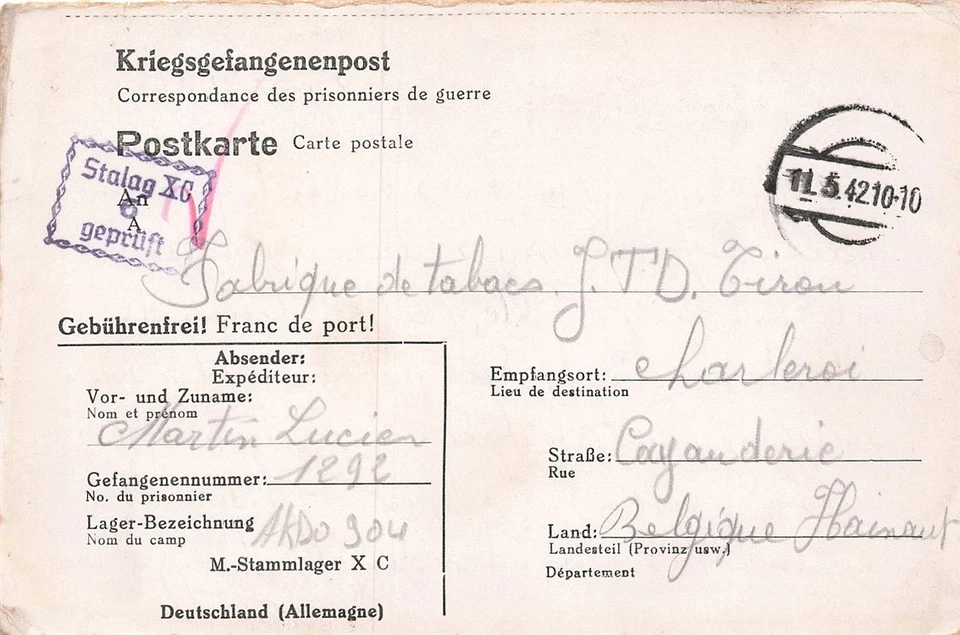 Kriegsgefangenenpost
Correspondance des prisonniers de guerre
Postkarte Carte postale
Stalag XC
6
geprüft
An
A
11.5.42 10-10
Fabrique de tabacs J.T.D. Tirou
Gebührenfrei! Franc de port!
Absender:
Expéditeur:
Vor- und Zuname:
Nom et prénom
Martin Lucien
Gefangenennummer: 1292
No. du prisonnier
Lager-Bezeichnung AKDo 904
Nom du camp
M.-Stammlager X C
Deutschland (Allemagne)
Empfangsort: charleroi
Lieu de destination
Straße: Cayauderie
Rue
Land: Belgique Hainaut
Landesteil (Provinz usw.)
Département